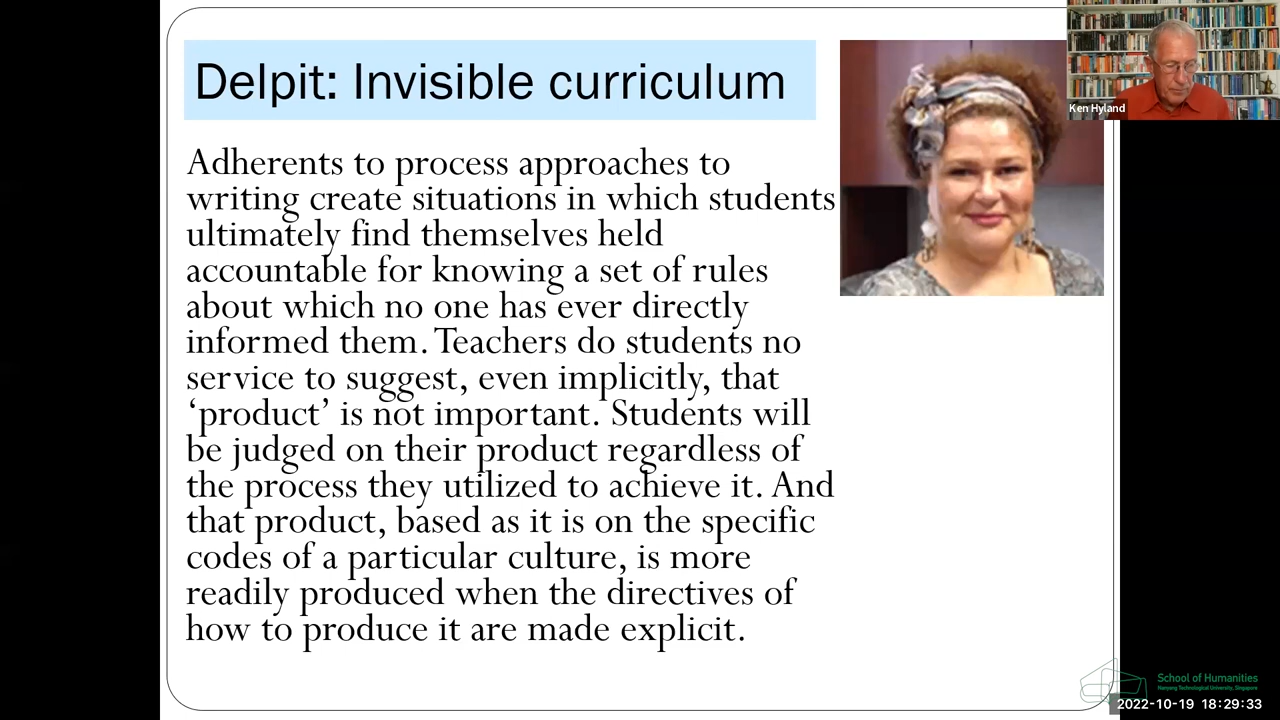 Delpit: Invisible curriculum
Ken Hyland
Adherents to process approaches to
writing create situations in which students
ultimately find themselves held
accountable for knowing a set of rules
about which no one has ever directly
informed them. Teachers do students no
service to suggest, even implicitly, that
‘product’ is not important. Students will
be judged on their product regardless of
the process they utilized to achieve it. And
that product, based as it is on the specific
codes of a particular culture, is more
readily produced when the directives of
how to produce it are made explicit.
School of Humanities
Nanyang Technological University, Singapore
2022-10-19 18:29:33